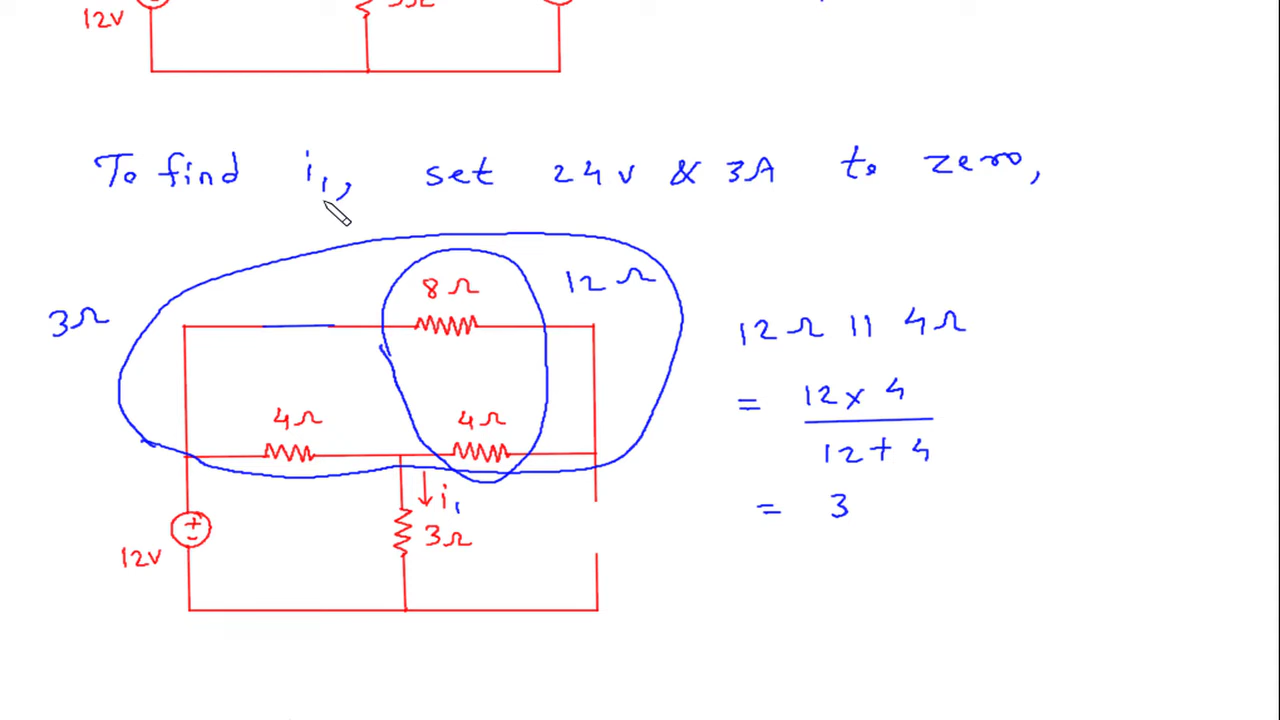 12v
To find i₁, set 24v & 3A to zero,
8Ω
12Ω
3Ω
12Ω || 4Ω
= 12 x 4
12 + 4
4Ω
4Ω
= 3
i₁
3Ω
12v